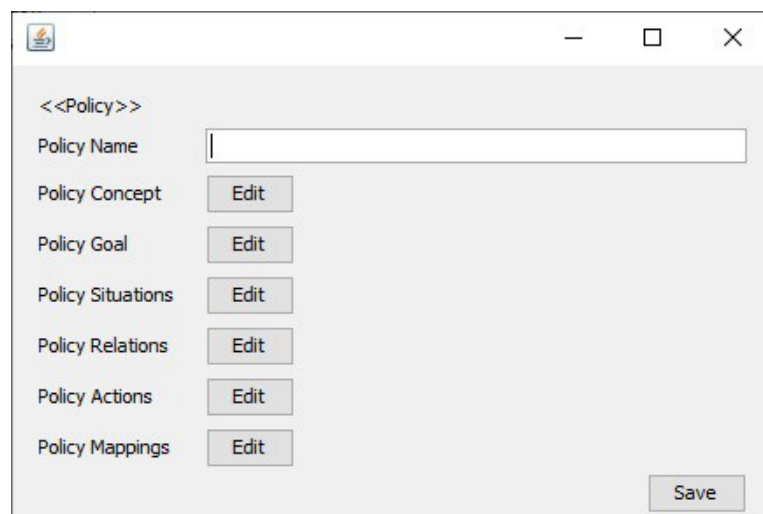 <<Policy>>
Policy Name
Policy Concept Edit
Policy Goal Edit
Policy Situations Edit
Policy Relations Edit
Policy Actions Edit
Policy Mappings Edit
Save